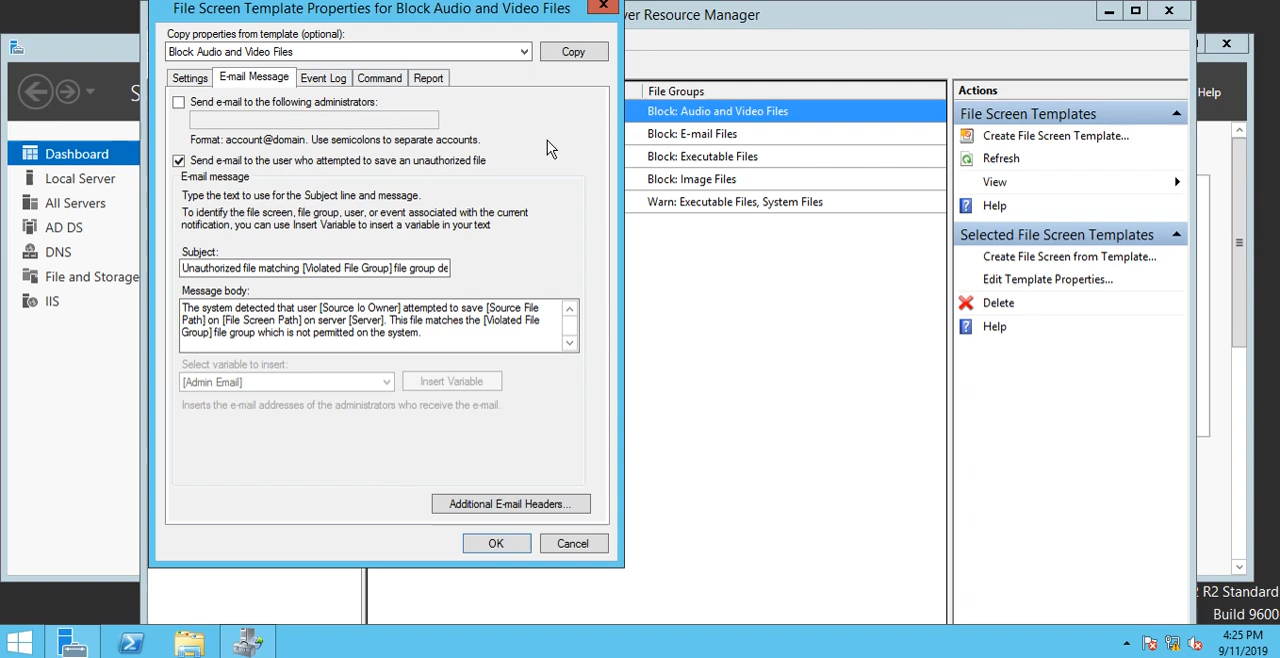 File Screen Template Properties for Block Audio and Video Files
Copy properties from template (optional):
Block Audio and Video Files
Copy
Settings
E-mail Message
Event Log
Command
Report
Send e-mail to the following administrators:
Format: account@domain. Use semicolons to separate accounts.
Send e-mail to the user who attempted to save an unauthorized file
E-mail message
Type the text to use for the Subject line and message.
To identify the file screen, file group, user, or event associated with the current
notification, you can use Insert Variable to insert a variable in your text
Subject:
Unauthorized file matching [Violated File Group] file group de
Message body:
The system detected that user [Source Io Owner] attempted to save [Source File
Path] on [File Screen Path] on server [Server]. This file matches the [Violated File
Group] file group which is not permitted on the system.
Select variable to insert:
[Admin Email]
Insert Variable
Inserts the e-mail addresses of the administrators who receive the e-mail.
Additional E-mail Headers...
OK
Cancel
ver Resource Manager
File Groups
Block: Audio and Video Files
Block: E-mail Files
Block: Executable Files
Block: Image Files
Warn: Executable Files, System Files
Actions
File Screen Templates
Create File Screen Template...
Refresh
View
Help
Selected File Screen Templates
Create File Screen from Template...
Edit Template Properties...
Delete
Help
S
Dashboard
Local Server
All Servers
AD DS
DNS
File and Storage
IIS
Help
R2 Standard
Build 9600
4:25 PM
9/11/2019